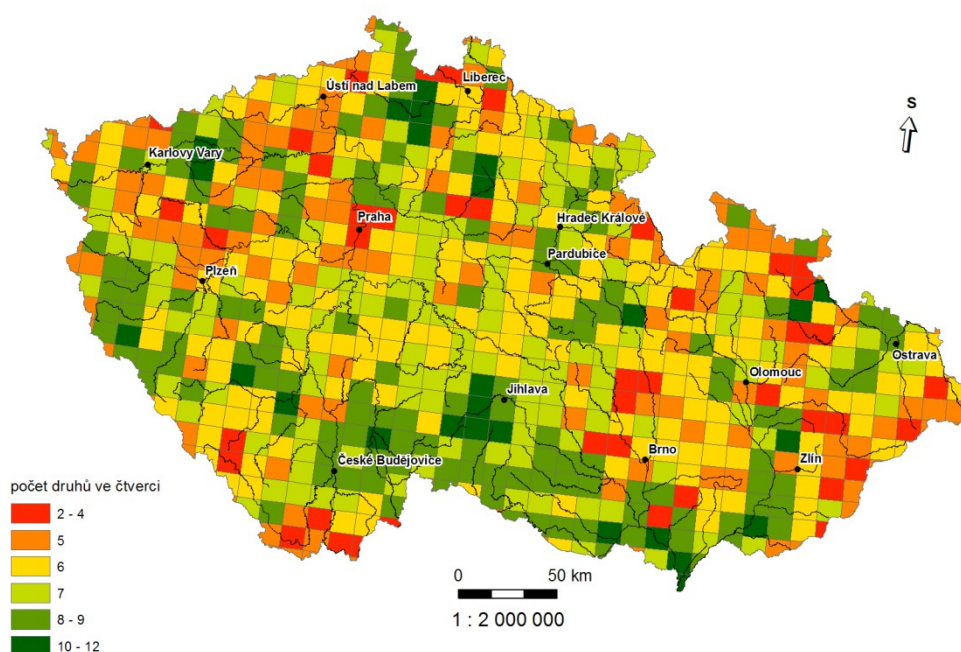 Liberec
Ústí nad Labem
S
Karlovy Vary
Praha
Hradec Králové
Pardubice
Plzeň
Ostrava
Olomouc
Jihlava
Brno
Zlín
České Budějovice
počet druhů ve čtverci
2 - 4
5
6
7
8 - 9
10 - 12
0 50 km
1 : 2 000 000